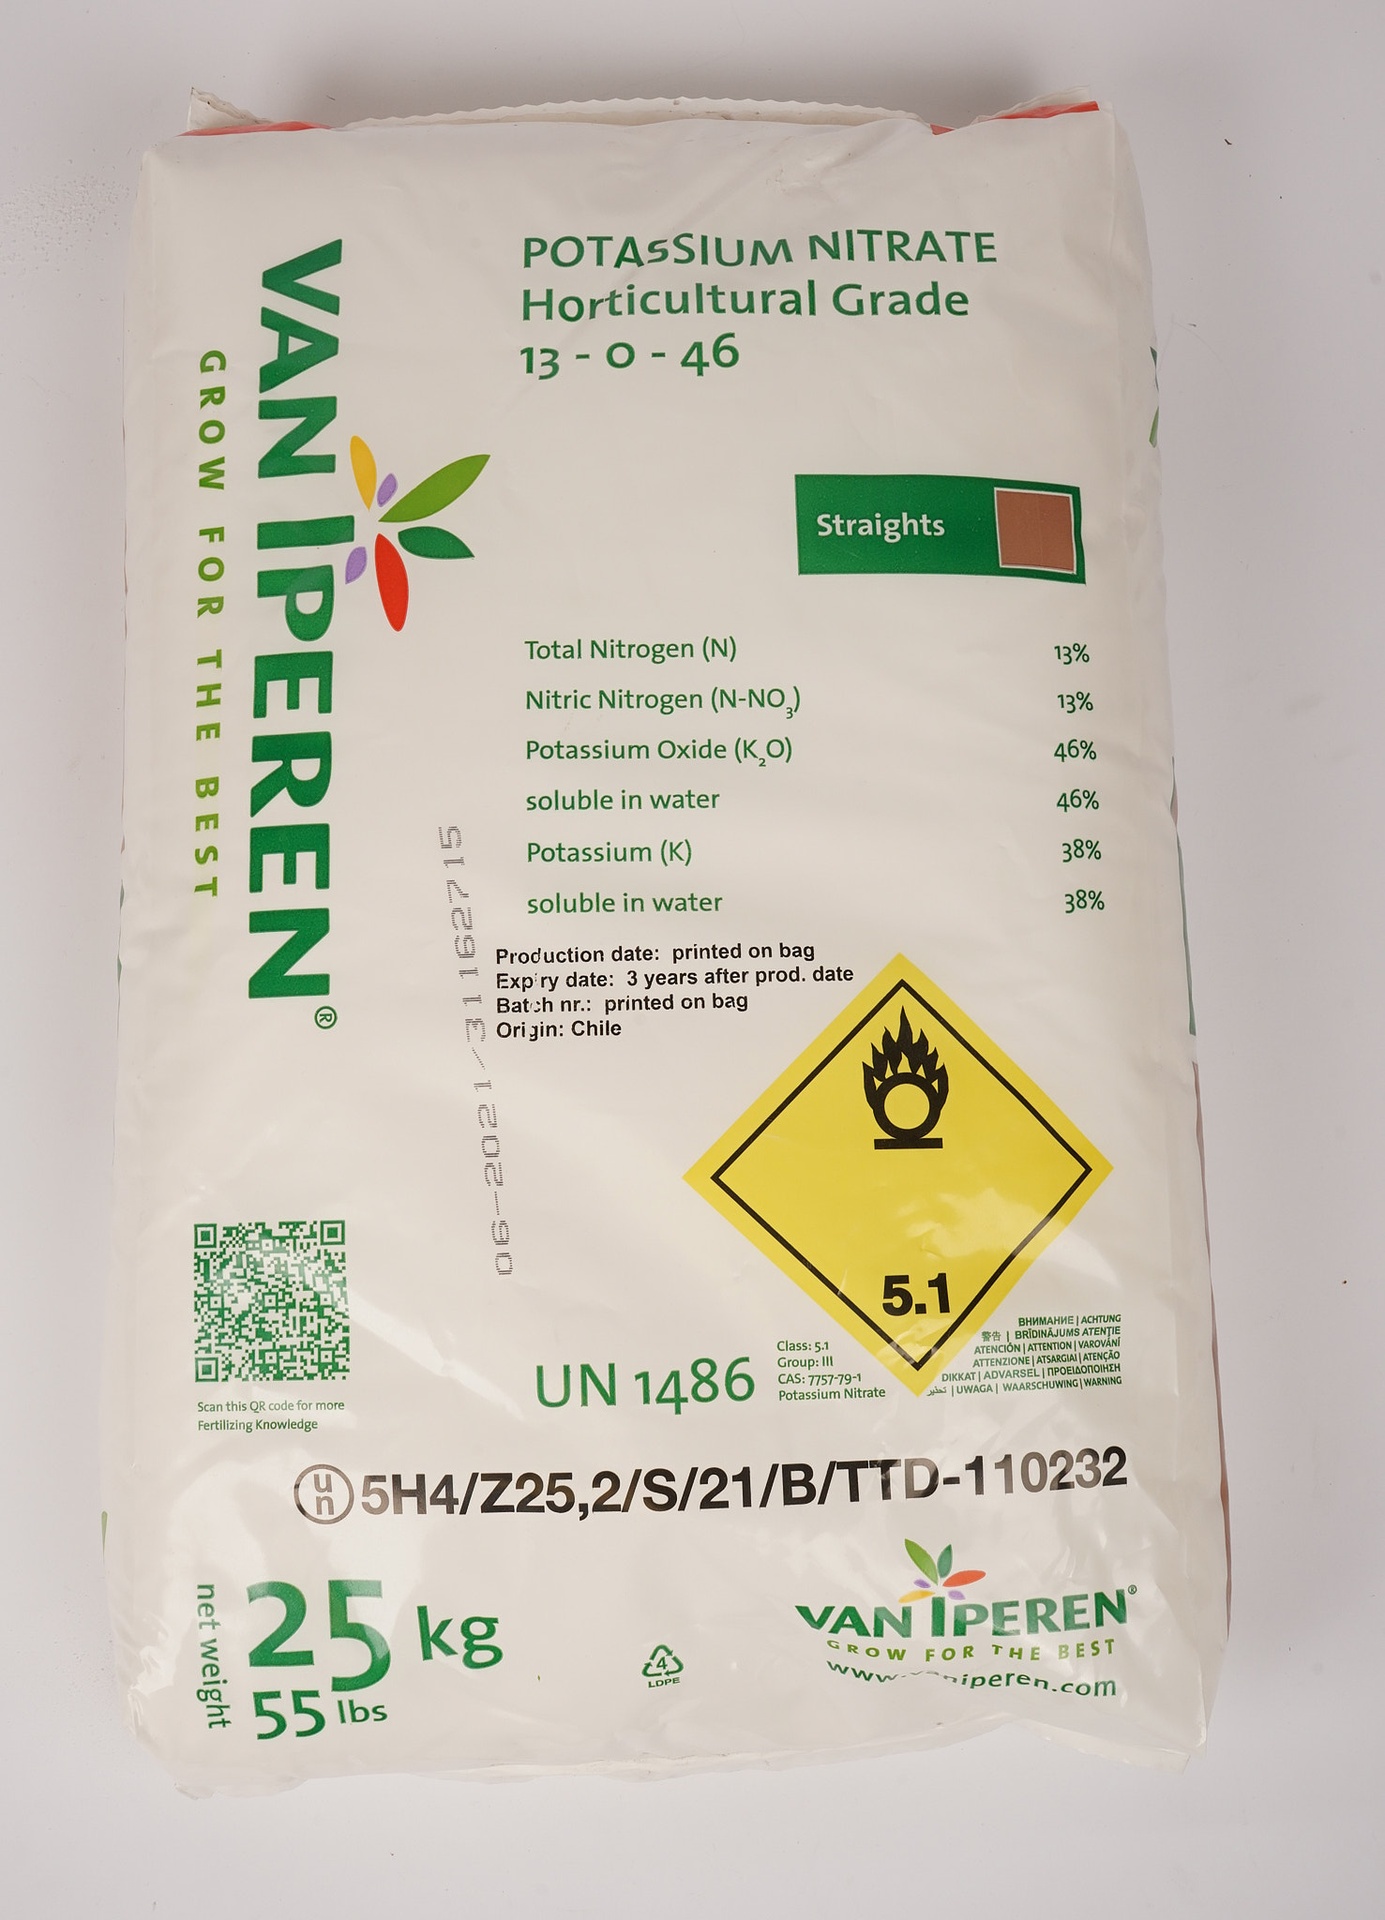 POTASSIUM NITRATE
Horticultural Grade
13 - 0 - 46
VAN IPEREN®
GROW FOR THE BEST
Straights
Total Nitrogen (N) 13%
Nitric Nitrogen (N-NO₃) 13%
Potassium Oxide (K₂O) 46%
soluble in water 46%
Potassium (K) 38%
soluble in water 38%
Production date: printed on bag
Expiry date: 3 years after prod. date
Batch nr.: printed on bag
Origin: Chile
5.1
Scan this QR code for more
Fertilizing Knowledge
UN 1486
Class: 5.1
Group: III
CAS: 7757-79-1
Potassium Nitrate
ВНИМАНИЕ | ACHTUNG
警告 | BRĪDINĀJUMS ATENȚIE
ATENCIÓN | ATTENTION | VAROVÁNÍ
ATTENZIONE | ATSARGIAI | ATENÇÃO
DIKKAT | ADVARSEL | ΠΡΟΕΙΔΟΠΟΙΗΣΗ
تحذير | UWAGA | WAARSCHUWING | WARNING
un 5H4/Z25,2/S/21/B/TTD-110232
net weight
25 kg
55 lbs
4
LDPE
VAN IPEREN®
GROW FOR THE BEST